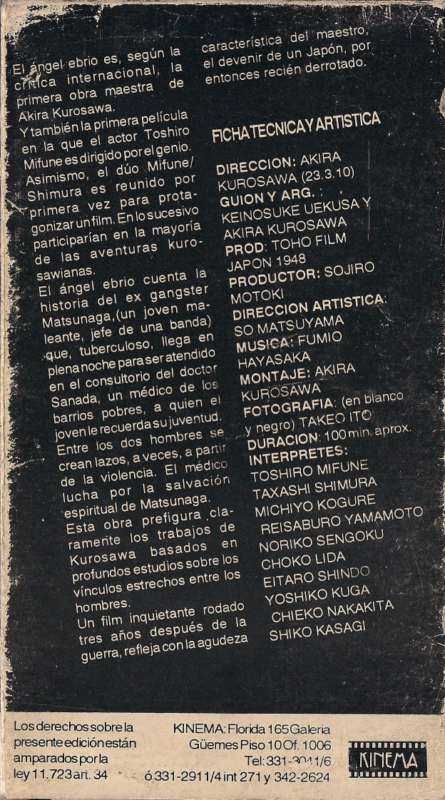 El ángel ebrio es, según la
crítica internacional, la
primera obra maestra de
Akira Kurosawa.
Y también la primera película
en la que el actor Toshiro
Mifune es dirigido por el genio.
Asimismo, el dúo Mifune/
Shimura es reunido por
primera vez para prota-
gonizar un film. En lo sucesivo
participarían en la mayoría
de las aventuras kuro-
sawianas.
El ángel ebrio cuenta la
historia del ex gangster
Matsunaga, (un joven ma-
leante, jefe de una banda)
que, tuberculoso, llega en
plena noche para ser atendido
en el consultorio del doctor
Sanada, un médico de los
barrios pobres, a quien el
joven le recuerda su juventud.
Entre los dos hombres se
crean lazos, a veces, a partir
de la violencia. El médico
lucha por la salvación
espiritual de Matsunaga.
Esta obra prefigura cla-
ramente los trabajos de
Kurosawa basados en
profundos estudios sobre los
vínculos estrechos entre los
hombres.
Un film inquietante rodado
tres años después de la
guerra, refleja con la agudeza
característica del maestro,
el devenir de un Japón, por
entonces recién derrotado.
FICHA TECNICA Y ARTISTICA
DIRECCION: AKIRA
KUROSAWA (23.3.10)
GUION Y ARG. :
KEINOSUKE UEKUSA Y
AKIRA KUROSAWA
PROD: TOHO FILM
JAPON 1948
PRODUCTOR: SOJIRO
MOTOKI
DIRECCION ARTISTICA:
SO MATSUYAMA
MUSICA: FUMIO
HAYASAKA
MONTAJE: AKIRA
KUROSAWA
FOTOGRAFIA: (en blanco
y negro) TAKEO ITO
DURACION: 100 min. aprox.
INTERPRETES:
TOSHIRO MIFUNE
TAXASHI SHIMURA
MICHIYO KOGURE
REISABURO YAMAMOTO
NORIKO SENGOKU
CHOKO LIDA
EITARO SHINDO
YOSHIKO KUGA
CHIEKO NAKAKITA
SHIKO KASAGI
Los derechos sobre la
presente edición están
amparados por la
ley 11.723 art. 34
KINEMA: Florida 165 Galeria
Güemes Piso 10 Of. 1006
Tel: 331-3041/6
ó 331-2911/4 int 271 y 342-2624
KINEMA